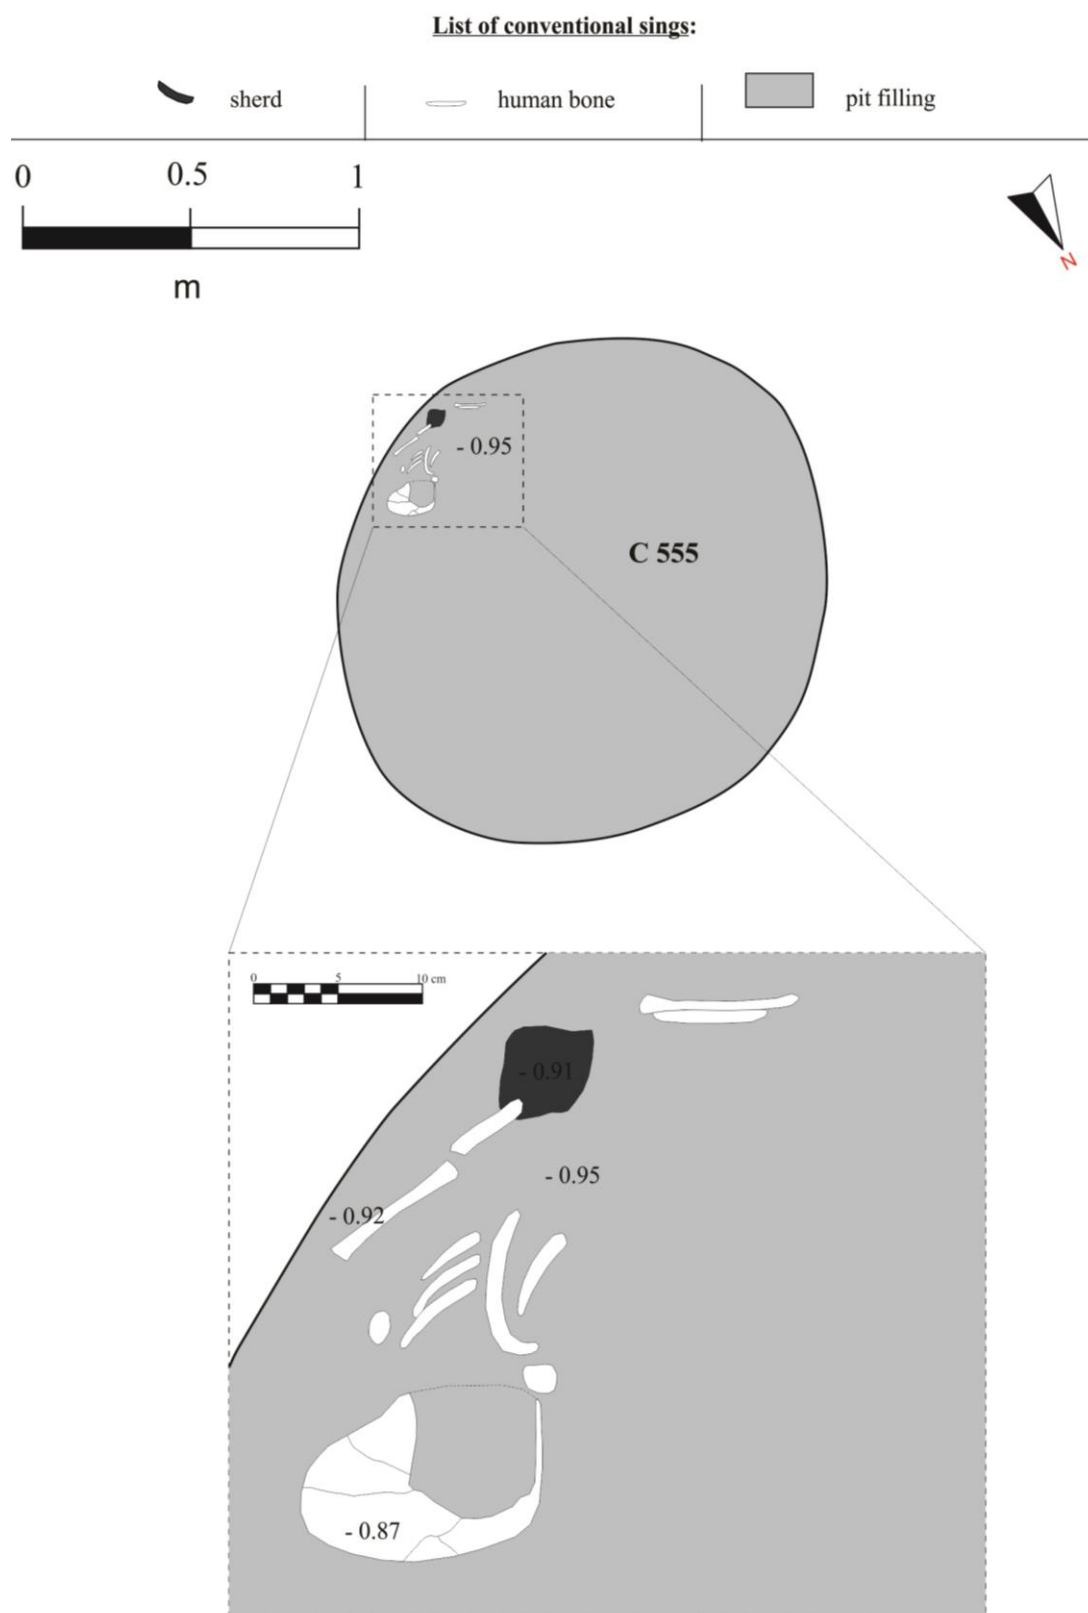 List of conventional sings:
sherd
human bone
pit filling
0 0.5 1
m
N
- 0.95
C 555
0 5 10 cm
- 0.91
- 0.95
- 0.92
- 0.87